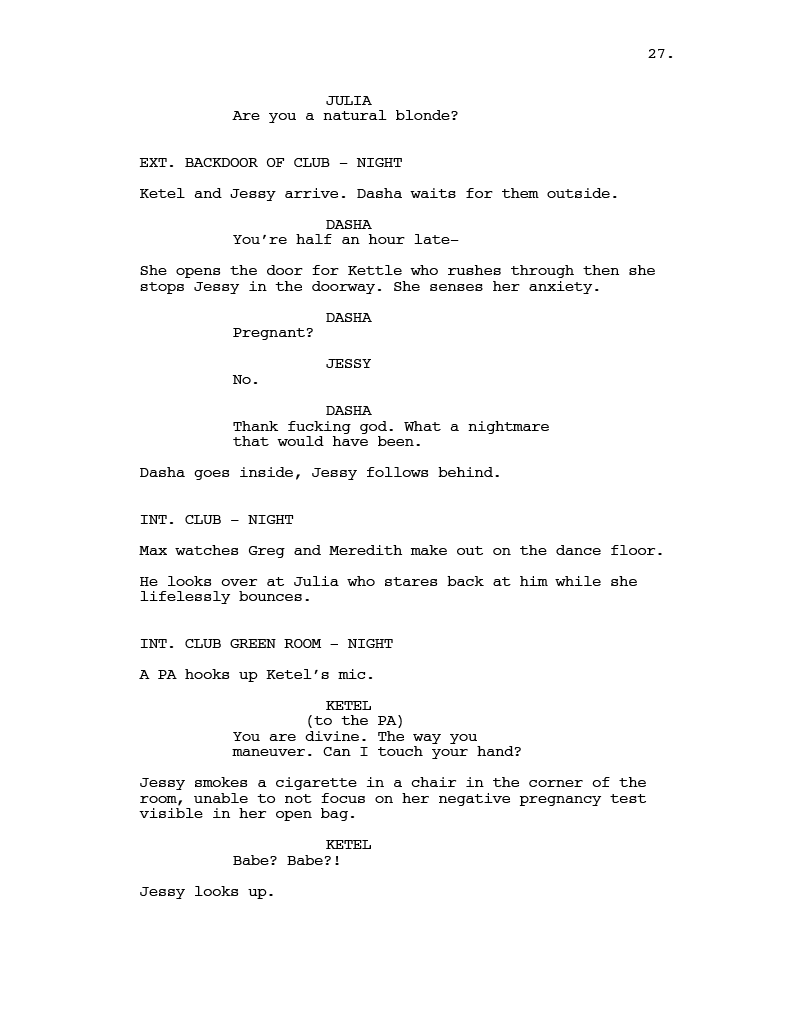 27.
JULIA
Are you a natural blonde?
EXT. BACKDOOR OF CLUB - NIGHT
Ketel and Jessy arrive. Dasha waits for them outside.
DASHA
You're half an hour late-
She opens the door for Kettle who rushes through then she
stops Jessy in the doorway. She senses her anxiety.
DASHA
Pregnant?
JESSY
No.
DASHA
Thank fucking god. What a nightmare
that would have been.
Dasha goes inside, Jessy follows behind.
INT. CLUB - NIGHT
Max watches Greg and Meredith make out on the dance floor.
He looks over at Julia who stares back at him while she
lifelessly bounces.
INT. CLUB GREEN ROOM - NIGHT
A PA hooks up Ketel's mic.
KETEL
(to the PA)
You are divine. The way you
maneuver. Can I touch your hand?
Jessy smokes a cigarette in a chair in the corner of the
room, unable to not focus on her negative pregnancy test
visible in her open bag.
KETEL
Babe? Babe?!
Jessy looks up.